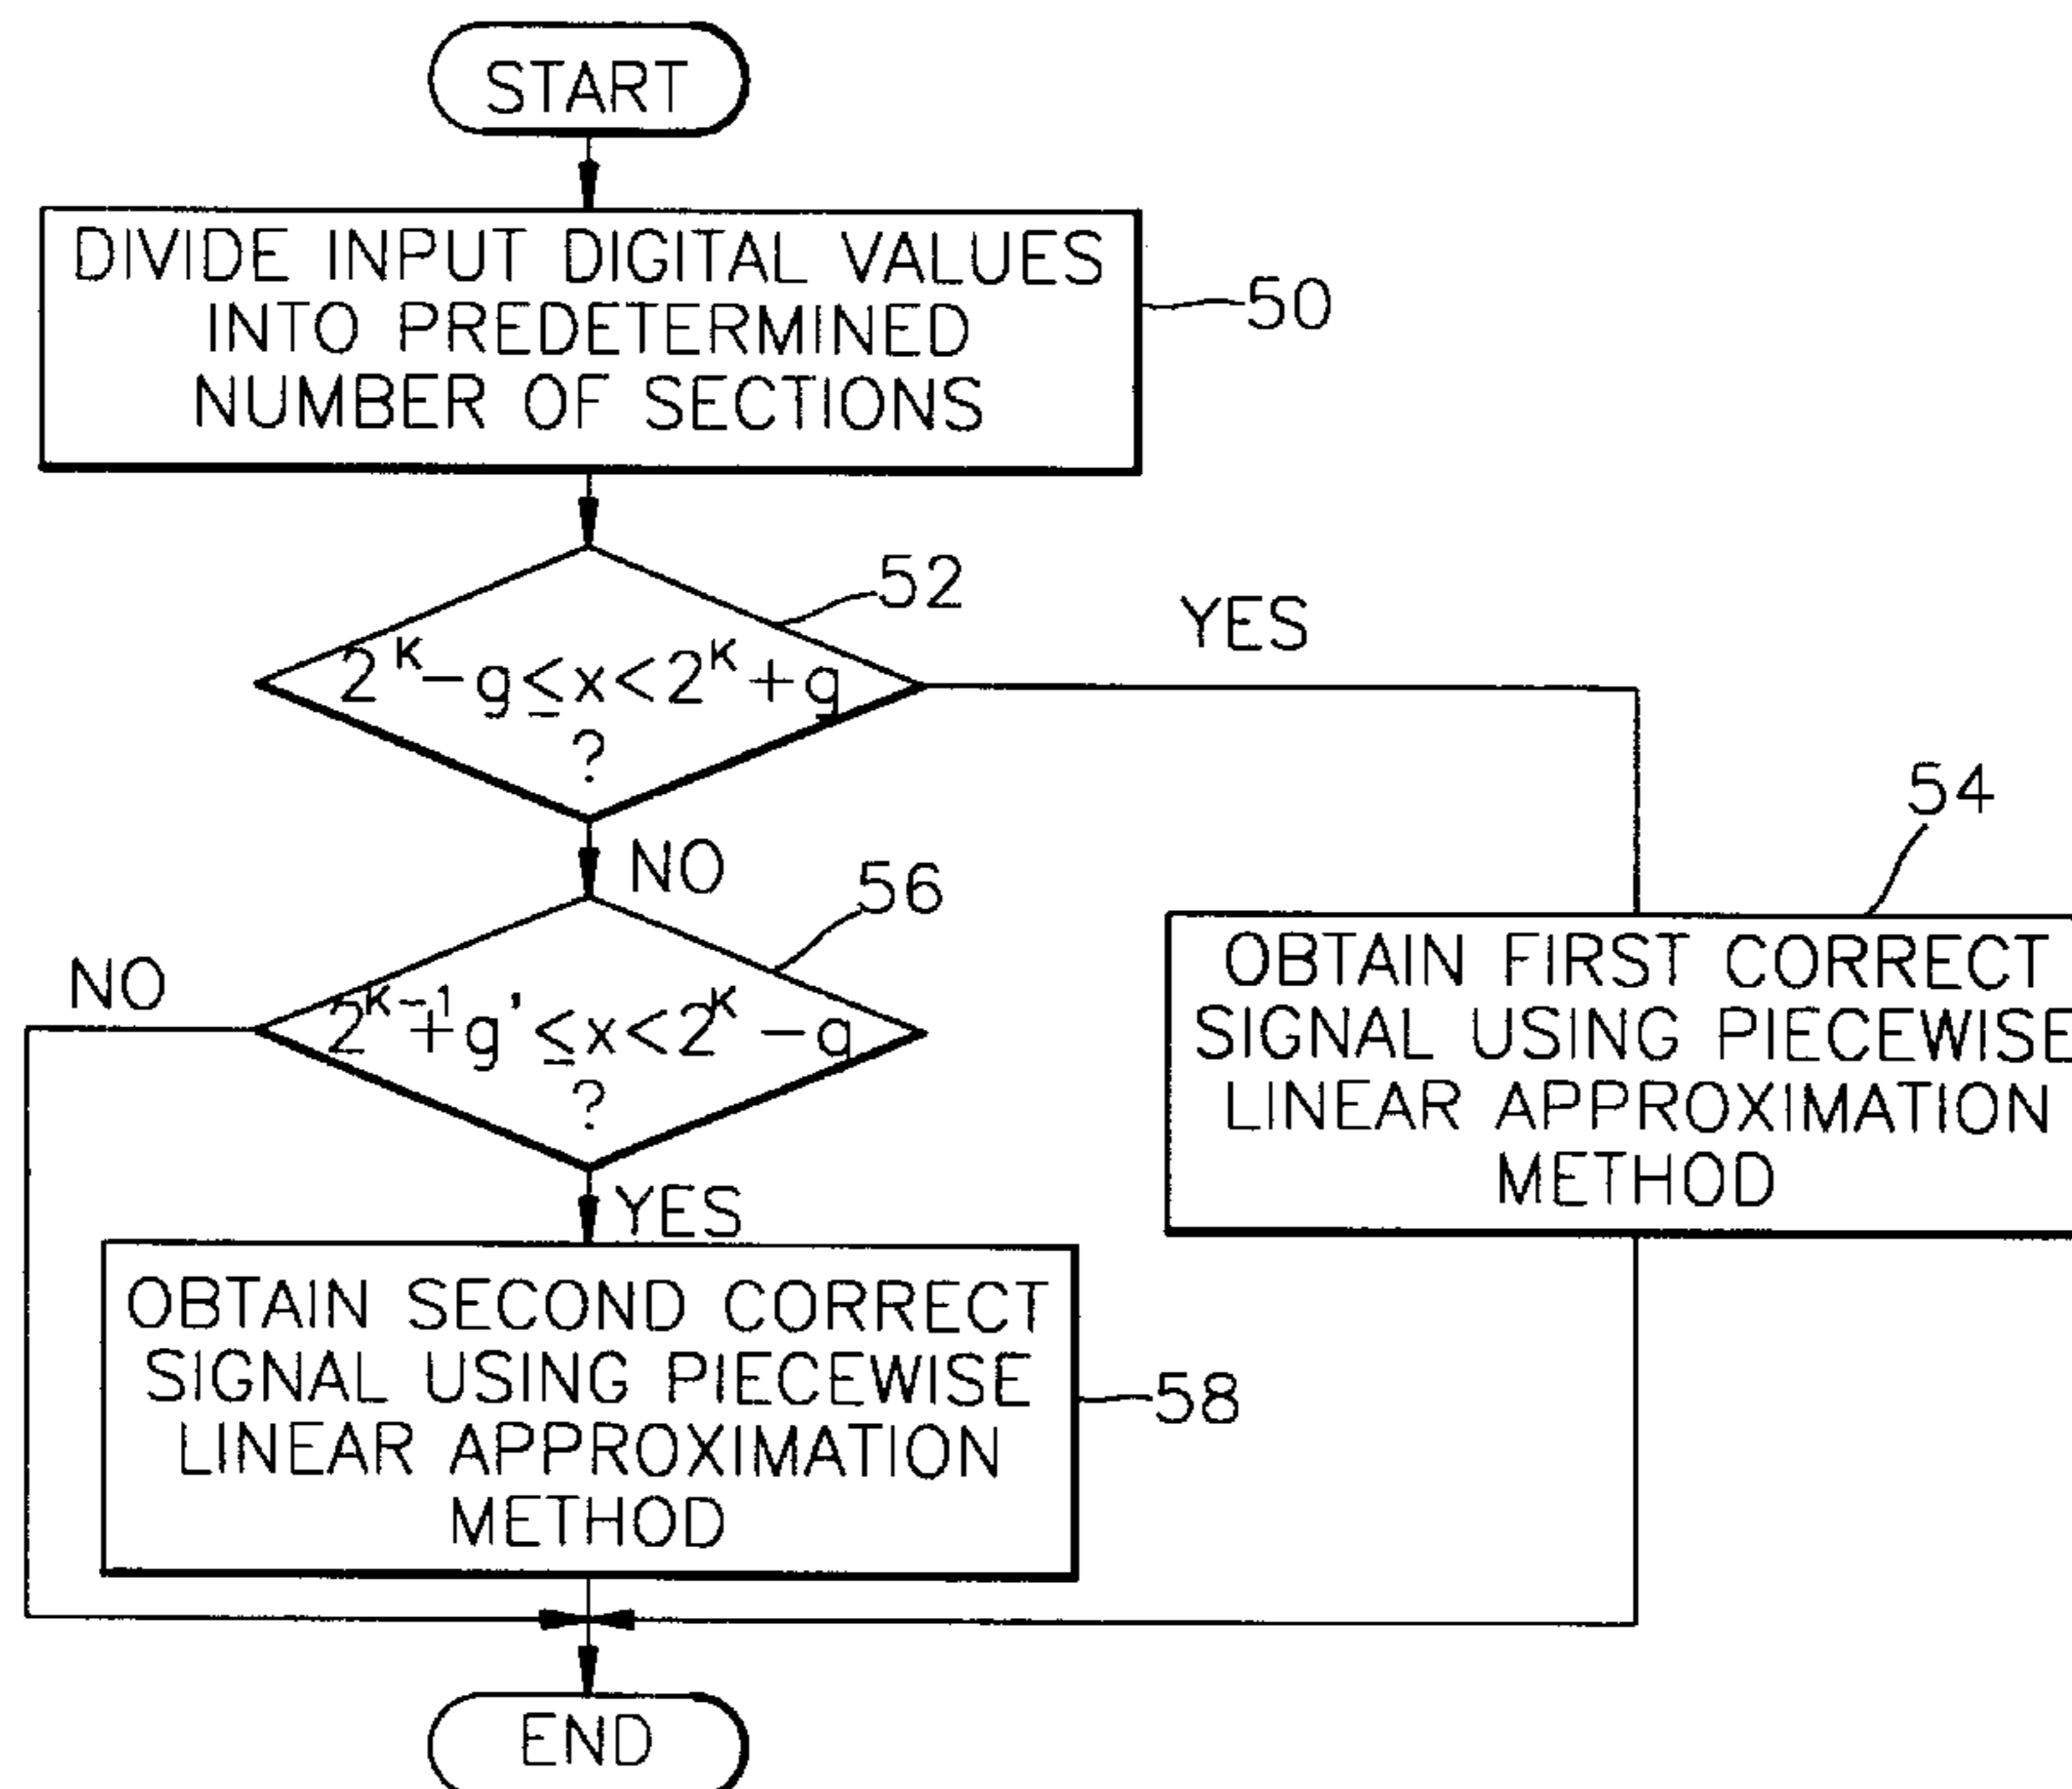 START
DIVIDE INPUT DIGITAL VALUES
INTO PREDETERMINED
NUMBER OF SECTIONS
50
52
2^K-g≤x<2^K+g
?
YES
54
NO
56
OBTAIN FIRST CORRECT
SIGNAL USING PIECEWISE
LINEAR APPROXIMATION
METHOD
NO
2^K-1+g'≤x<2^K-g
?
YES
OBTAIN SECOND CORRECT
SIGNAL USING PIECEWISE
LINEAR APPROXIMATION
METHOD
58
END